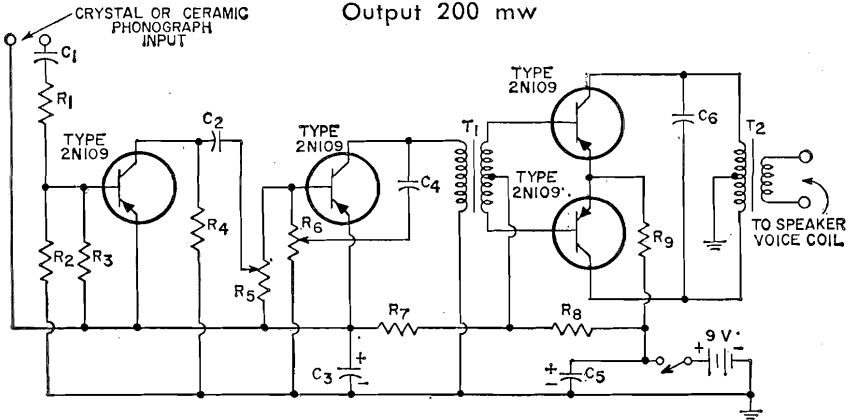 Output 200 mw
CRYSTAL OR CERAMIC
PHONOGRAPH
INPUT
C1
R1
TYPE
2N109
C2
TYPE
2N109
T1
TYPE
2N109
C6
T2
TYPE
2N109
C4
R4
R6
R2
R3
R5
R9
TO SPEAKER
VOICE COIL
R7
R8
C3
+
-
+
-
C5
+
9 V
-